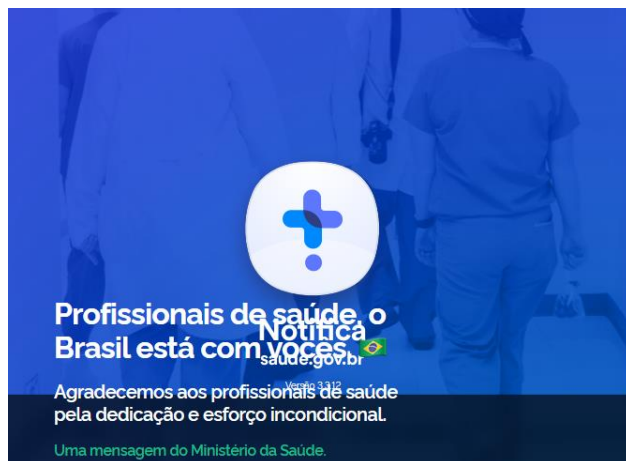 Profissionais de saúde, o
Brasil está com vocês. 🇧🇷
Notifica
saude.gov.br
Versão 3.3.12
Agradecemos aos profissionais de saúde
pela dedicação e esforço incondicional.
Uma mensagem do Ministério da Saúde.